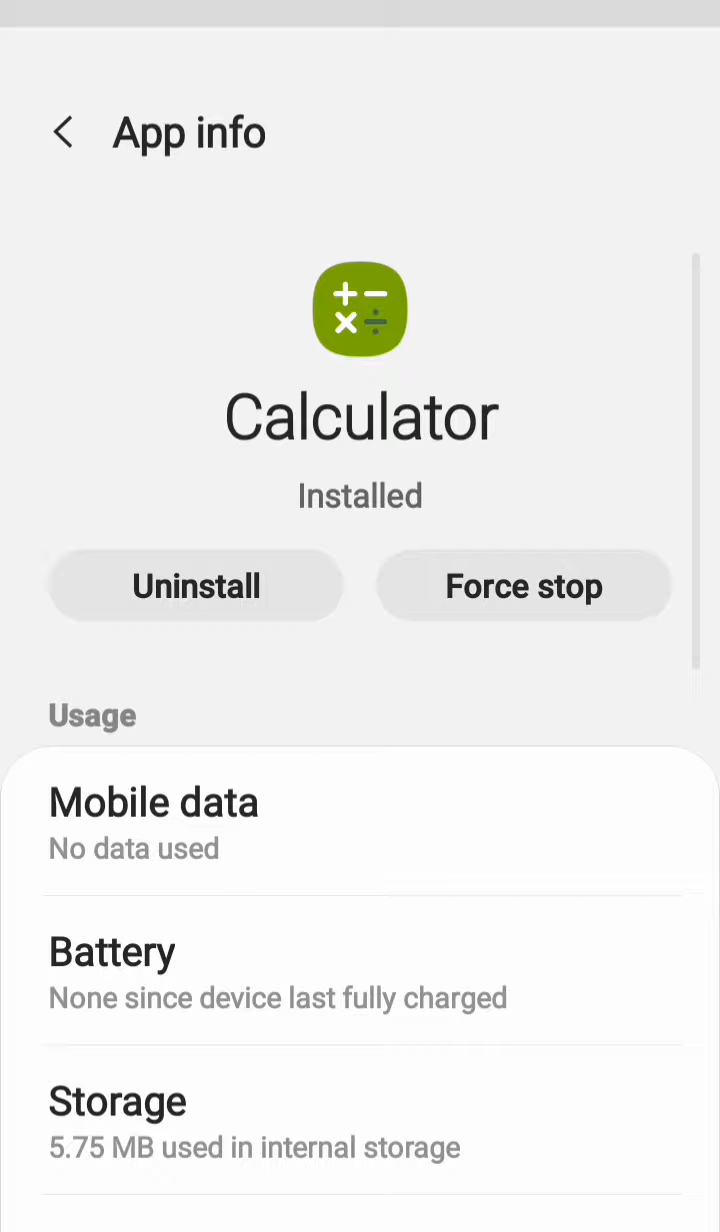 App info
Calculator
Installed
Uninstall
Force stop
Usage
Mobile data
No data used
Battery
None since device last fully charged
Storage
5.75 MB used in internal storage